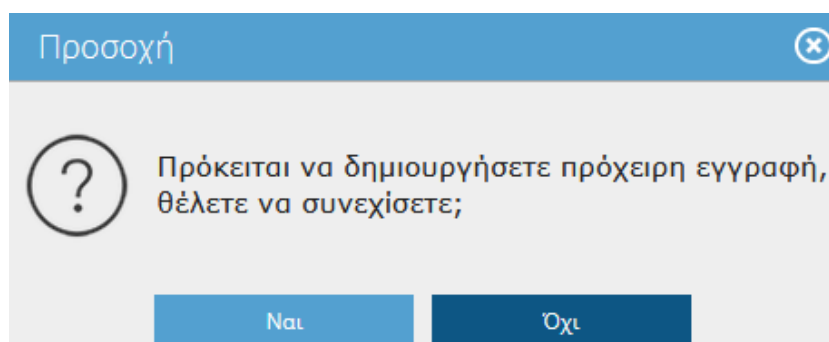 Προσοχή
Πρόκειται να δημιουργήσετε πρόχειρη εγγραφή,
θέλετε να συνεχίσετε;
Ναι
Όχι